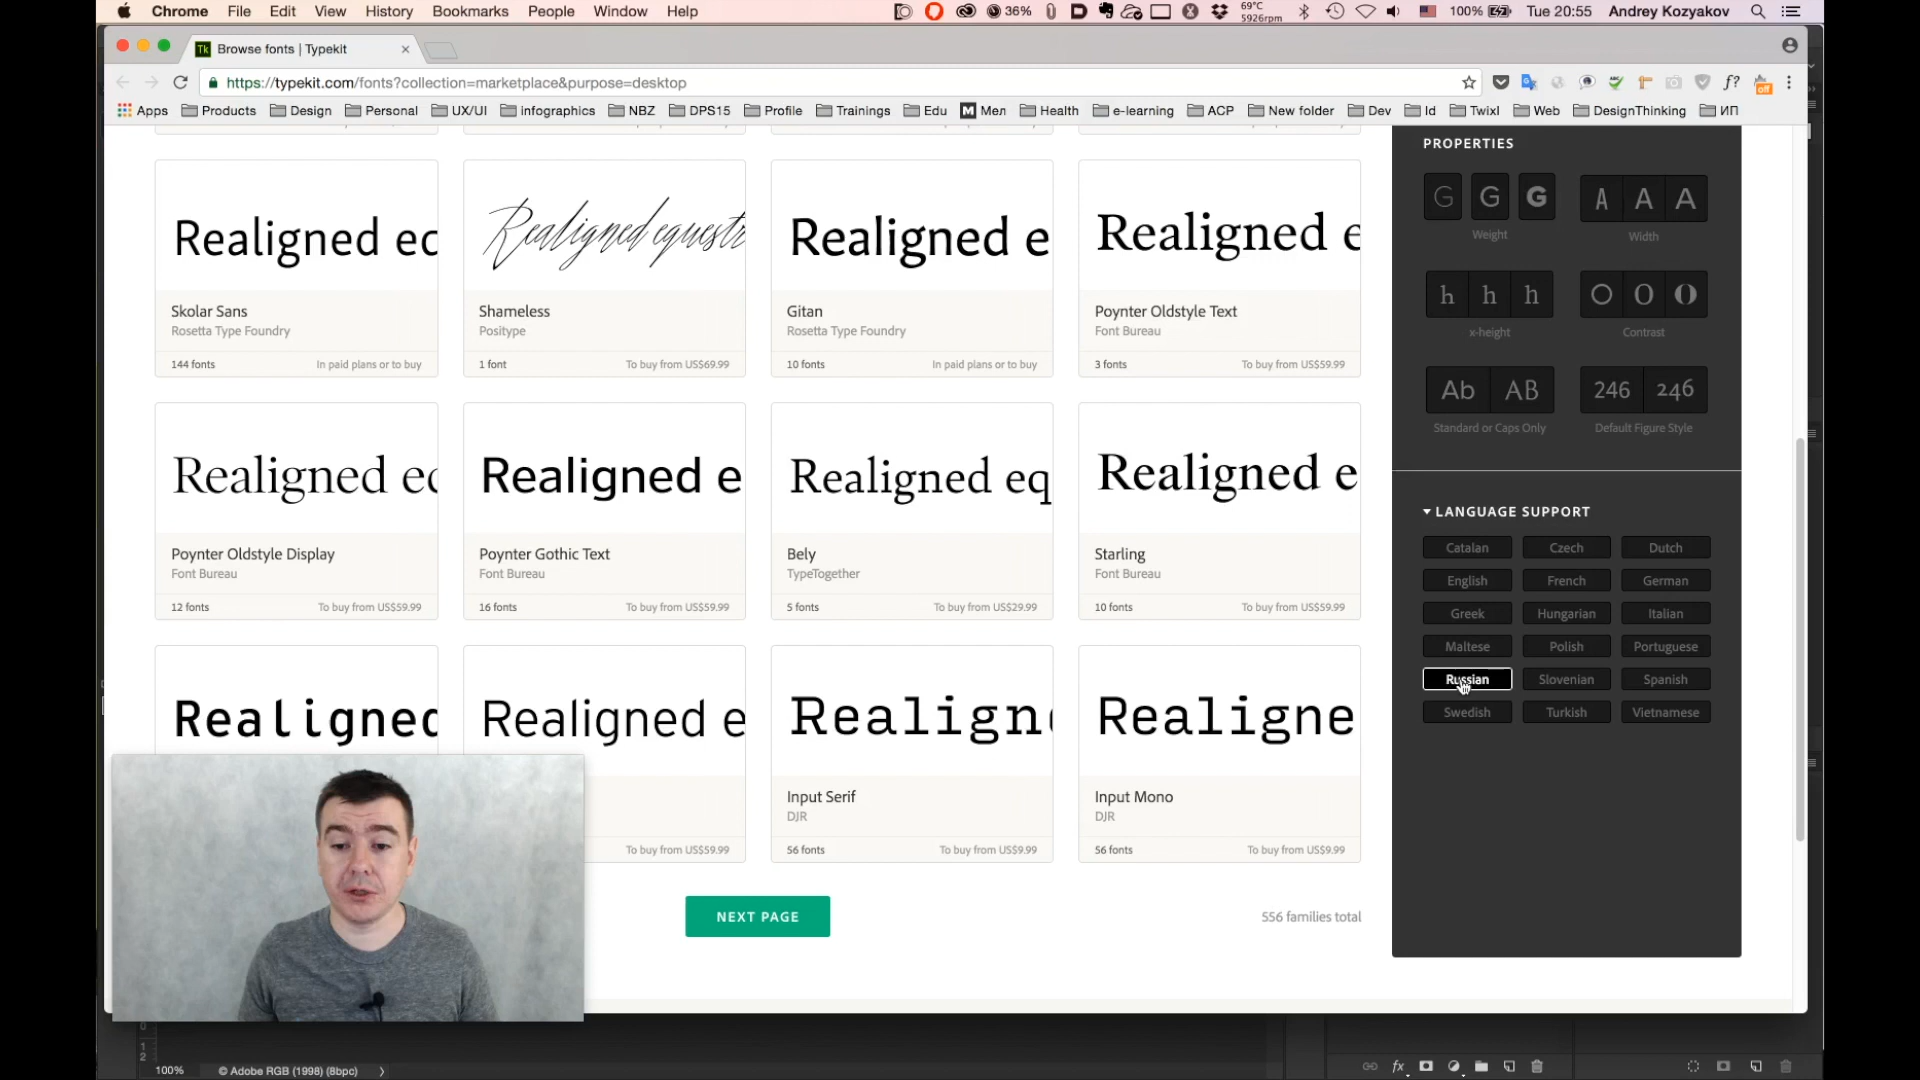 Chrome File Edit View History Bookmarks People Window Help 36% 69°C 5926rpm 100% Tue 20:55 Andrey Kozyakov
Tk Browse fonts | Typekit
https://typekit.com/fonts?collection=marketplace&purpose=desktop
Apps Products Design Personal UX/UI infographics NBZ DPS15 Profile Trainings Edu M Мел Health e-learning ACP New folder Dev Id Twixl Web DesignThinking ИП
PROPERTIES
Realigned ec
Realigned equestr
Realigned e
Realigned e
G G G
A A A
Weight
Width
Skolar Sans
Rosetta Type Foundry
144 fonts In paid plans or to buy
Shameless
Positype
1 font To buy from US$69.99
Gitan
Rosetta Type Foundry
10 fonts In paid plans or to buy
Poynter Oldstyle Text
Font Bureau
3 fonts To buy from US$59.99
h h h
O O O
x-height
Contrast
Ab AB
246 246
Standard or Caps Only
Default Figure Style
Realigned ec
Realigned e
Realigned eq
Realigned e
Poynter Oldstyle Display
Font Bureau
12 fonts To buy from US$59.99
Poynter Gothic Text
Font Bureau
16 fonts To buy from US$59.99
Bely
TypeTogether
5 fonts To buy from US$29.99
Starling
Font Bureau
10 fonts To buy from US$59.99
LANGUAGE SUPPORT
Catalan Czech Dutch
English French German
Greek Hungarian Italian
Maltese Polish Portuguese
Russian Slovenian Spanish
Swedish Turkish Vietnamese
Realigned
Realigned e
Realign
Realigne
To buy from US$59.99
Input Serif
DJR
56 fonts To buy from US$9.99
Input Mono
DJR
56 fonts To buy from US$9.99
NEXT PAGE
556 families total
0
1
2
100% © Adobe RGB (1998) (8bpc)
fx